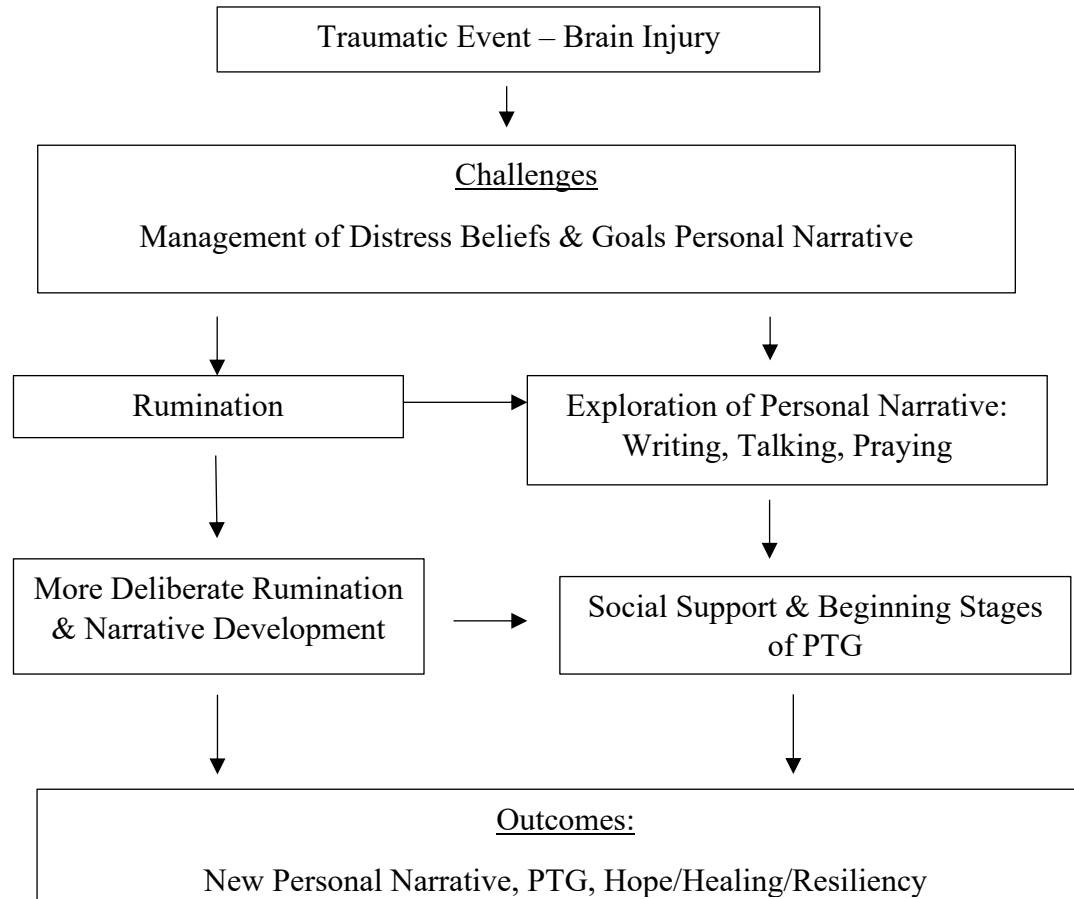 Traumatic Event – Brain Injury
Challenges
Management of Distress Beliefs & Goals Personal Narrative
Rumination
Exploration of Personal Narrative:
Writing, Talking, Praying
More Deliberate Rumination
& Narrative Development
Social Support & Beginning Stages
of PTG
Outcomes:
New Personal Narrative, PTG, Hope/Healing/Resiliency